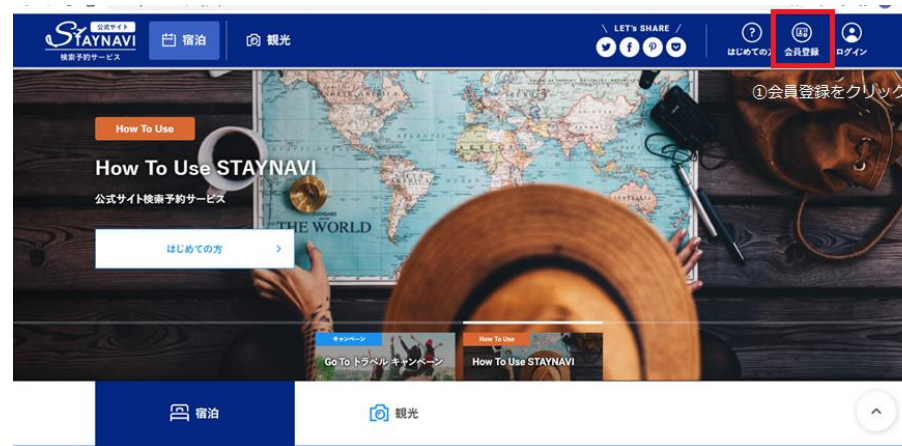 公式サイト
STAYNAVI
検索予約サービス
宿泊
観光
\ LET's SHARE /
はじめての方
会員登録
ログイン
①会員登録をクリック
How To Use
How To Use STAYNAVI
公式サイト検索予約サービス
はじめての方
THE WORLD
キャンペーン
Go To トラベル キャンペーン
How To Use
How To Use STAYNAVI
宿泊
観光